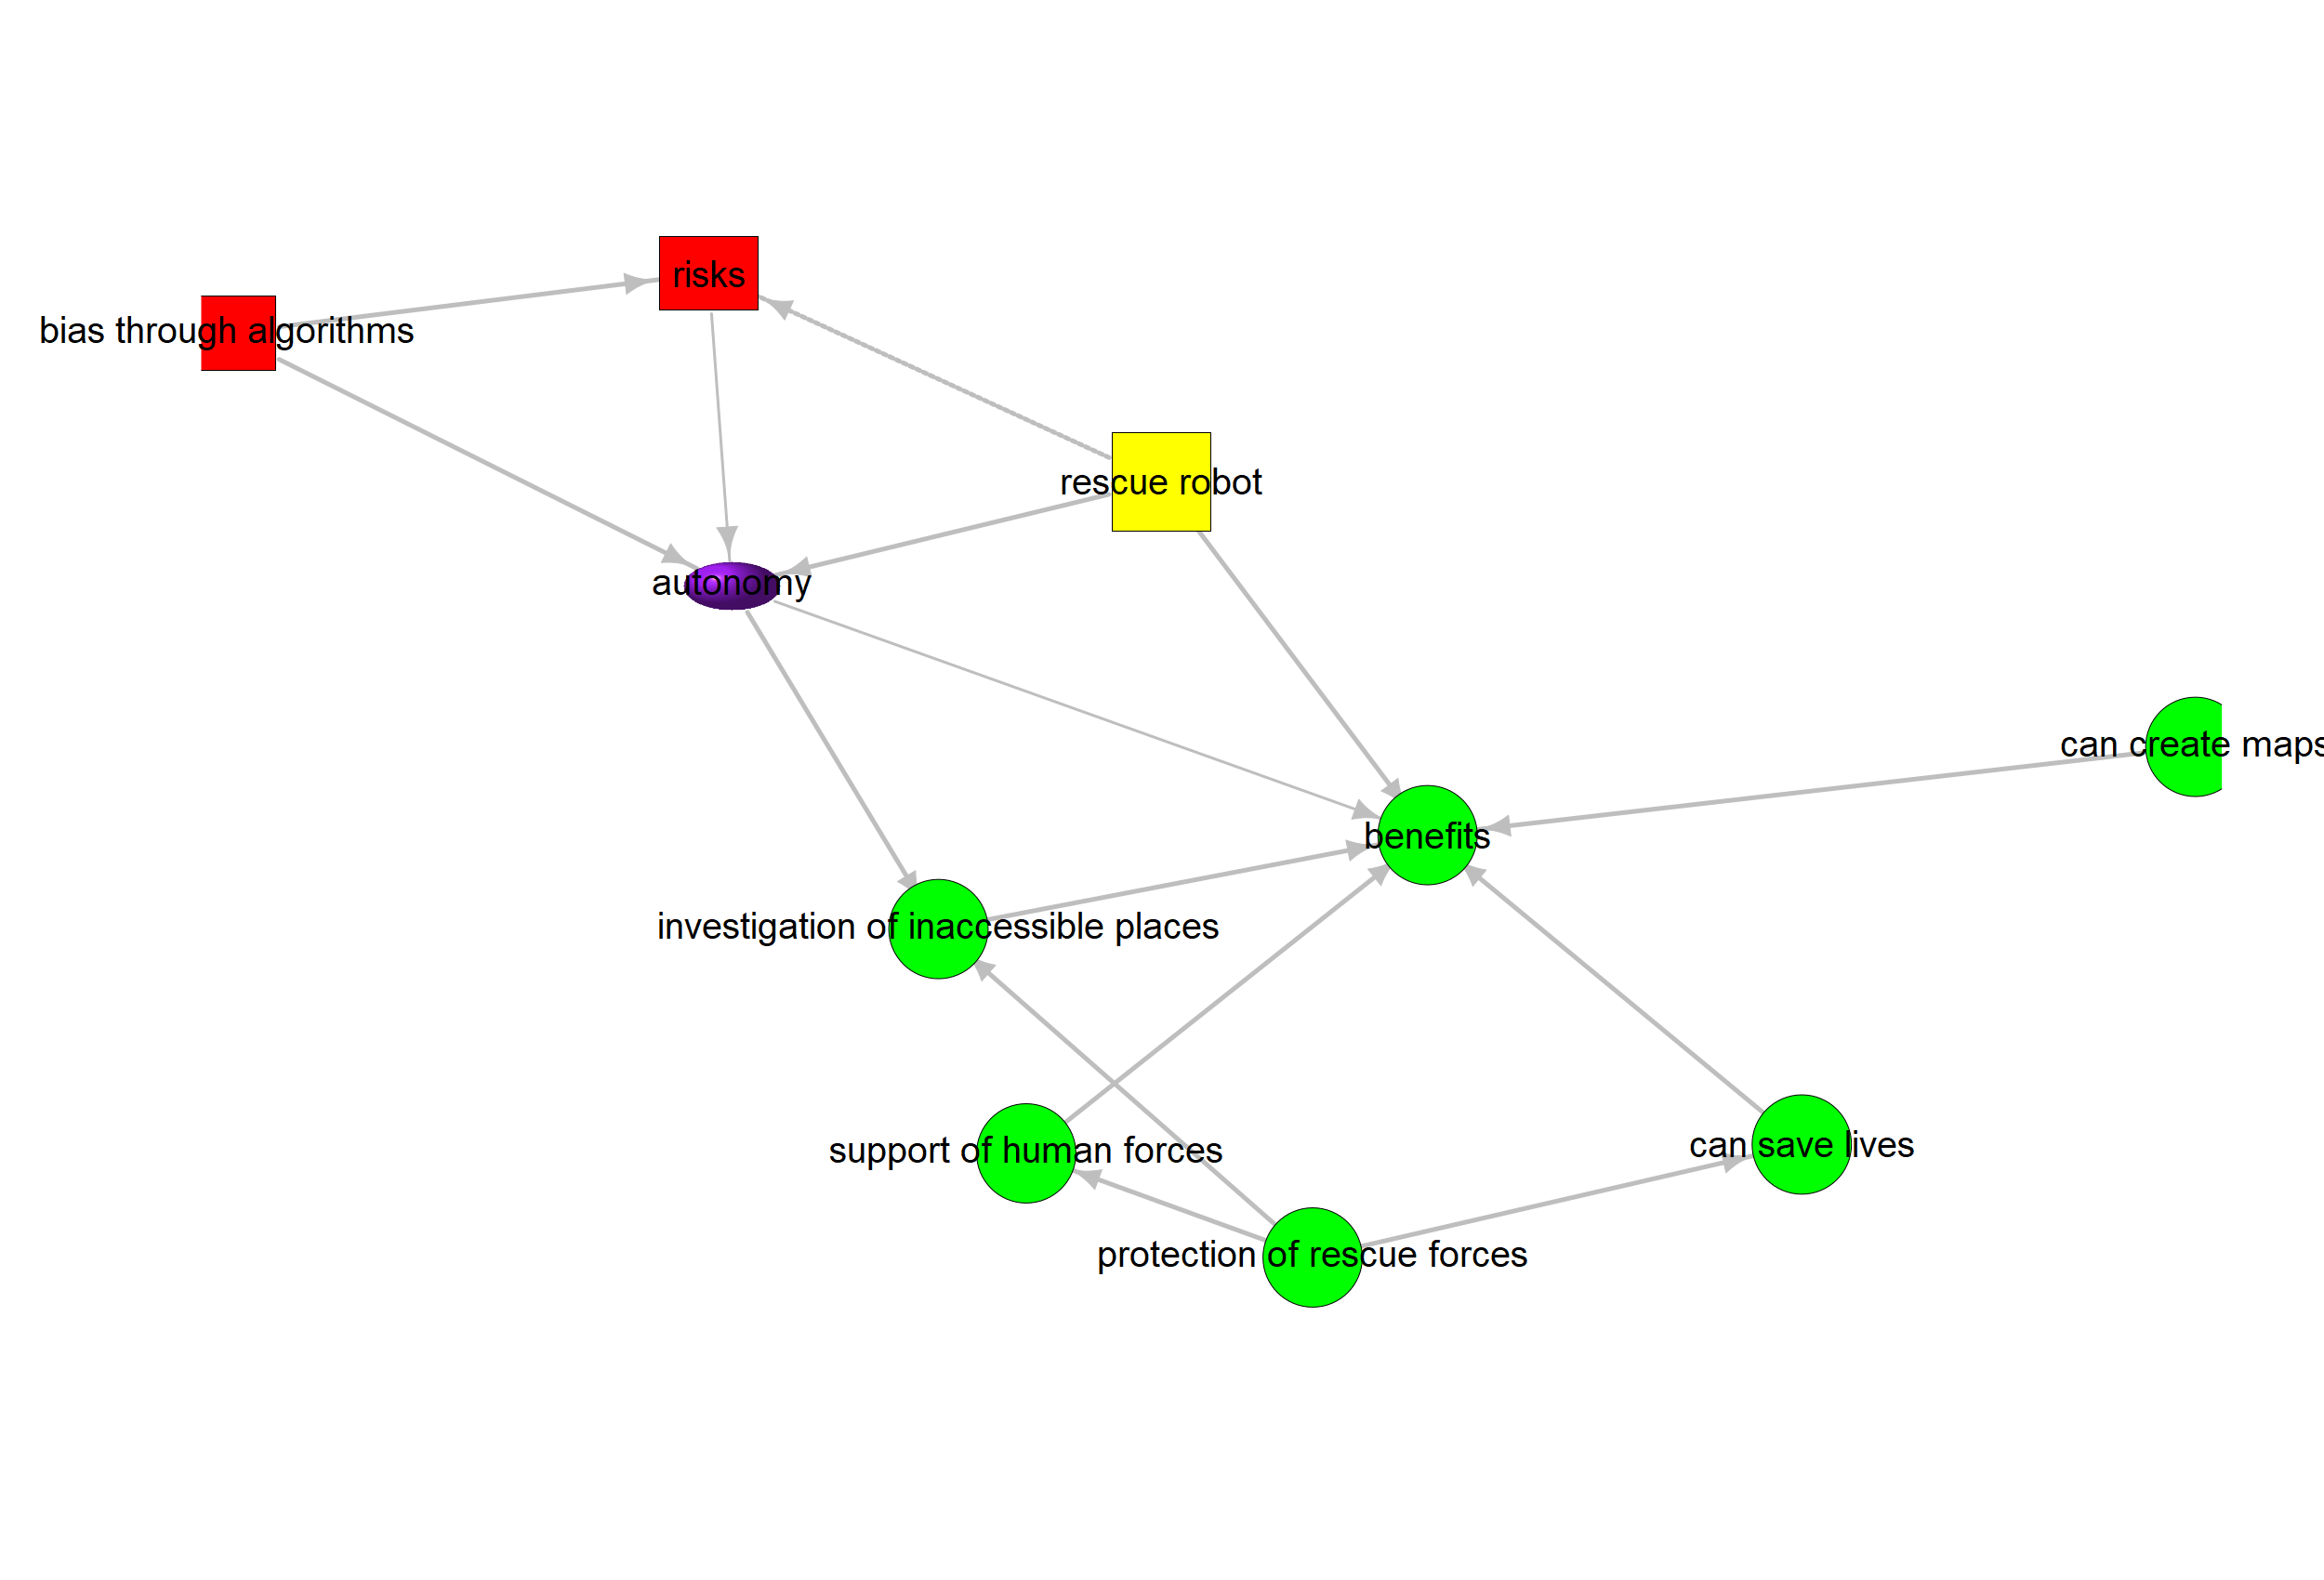 risks
bias through algorithms
rescue robot
autonomy
can create maps
benefits
investigation of inaccessible places
support of human forces
can save lives
protection of rescue forces